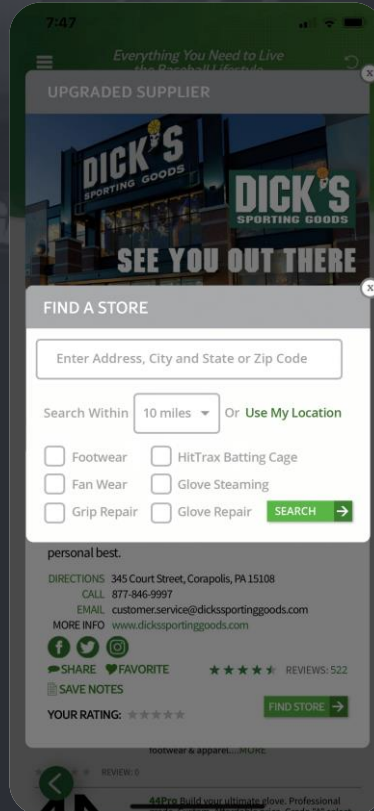 7:47
Everything You Need to Live
the Baseball Lifestyle
x
UPGRADED SUPPLIER
DICK'S
SPORTING GOODS
DICK'S
SPORTING GOODS
SEE YOU OUT THERE
x
FIND A STORE
Enter Address, City and State or Zip Code
Search Within 10 miles Or Use My Location
Footwear HitTrax Batting Cage
Fan Wear Glove Steaming
Grip Repair Glove Repair SEARCH
personal best.
DIRECTIONS 345 Court Street, Corapolis, PA 15108
CALL 877-846-9997
EMAIL customer.service@dickssportinggoods.com
MORE INFO www.dickssportinggoods.com
SHARE FAVORITE REVIEWS: 522
SAVE NOTES
YOUR RATING: FIND STORE
footwear & apparel....MORE
REVIEW: 0
44Pro Build your ultimate glove. Professional